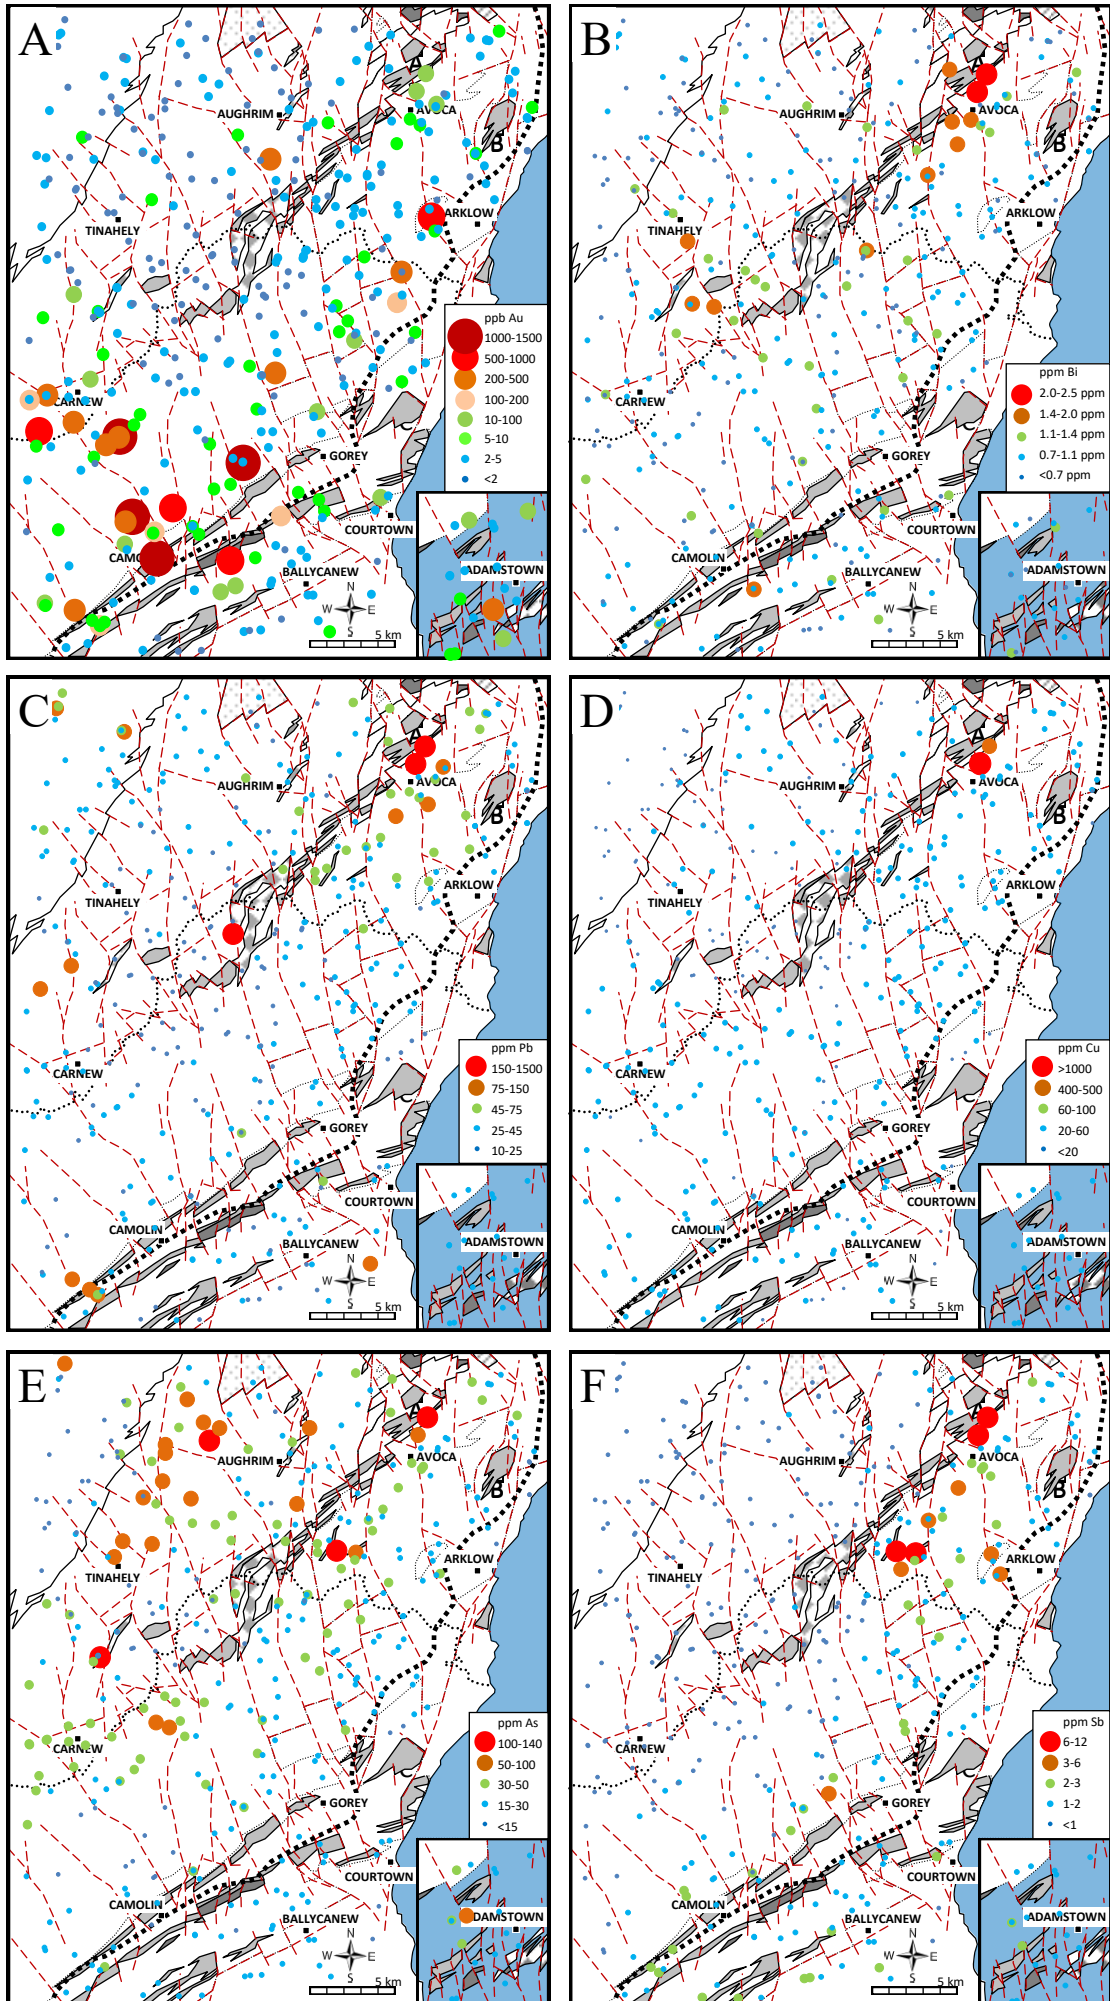 A
A
AUGHRIM
AVOCA
B
TINAHELY
ARKLOW
ppb Au
1000-1500
500-1000
200-500
100-200
10-100
5-10
2-5
<2
CARNEW
GOREY
COURTOWN
BALLYCANEW
ADAMSTOWN
N
W E
S
5 km
B
AUGHRIM
AVOCA
B
TINAHELY
ARKLOW
ppm Bi
2.0-2.5 ppm
1.4-2.0 ppm
1.1-1.4 ppm
0.7-1.1 ppm
<0.7 ppm
CARNEW
GOREY
COURTOWN
CAMOLIN
BALLYCANEW
ADAMSTOWN
N
W E
S
5 km
C
A
AUGHRIM
AVOCA
B
TINAHELY
ARKLOW
ppm Pb
150-1500
75-150
45-75
25-45
10-25
CARNEW
GOREY
COURTOWN
CAMOLIN
BALLYCANEW
ADAMSTOWN
N
W E
S
5 km
D
A
AUGHRIM
AVOCA
B
TINAHELY
ARKLOW
ppm Cu
>1000
400-500
60-100
20-60
<20
CARNEW
GOREY
COURTOWN
CAMOLIN
BALLYCANEW
ADAMSTOWN
N
W E
S
5 km
E
A
AUGHRIM
AVOCA
B
TINAHELY
ARKLOW
ppm As
100-140
50-100
30-50
15-30
<15
CARNEW
GOREY
COURTOWN
CAMOLIN
BALLYCANEW
DAMSTOWN
N
W E
S
5 km
F
A
AUGHRIM
AVOCA
B
TINAHELY
ARKLOW
ppm Sb
6-12
3-6
2-3
1-2
<1
CARNEW
GOREY
COURTOWN
CAMOLIN
BALLYCANEW
ADAMSTOWN
N
W E
S
5 km